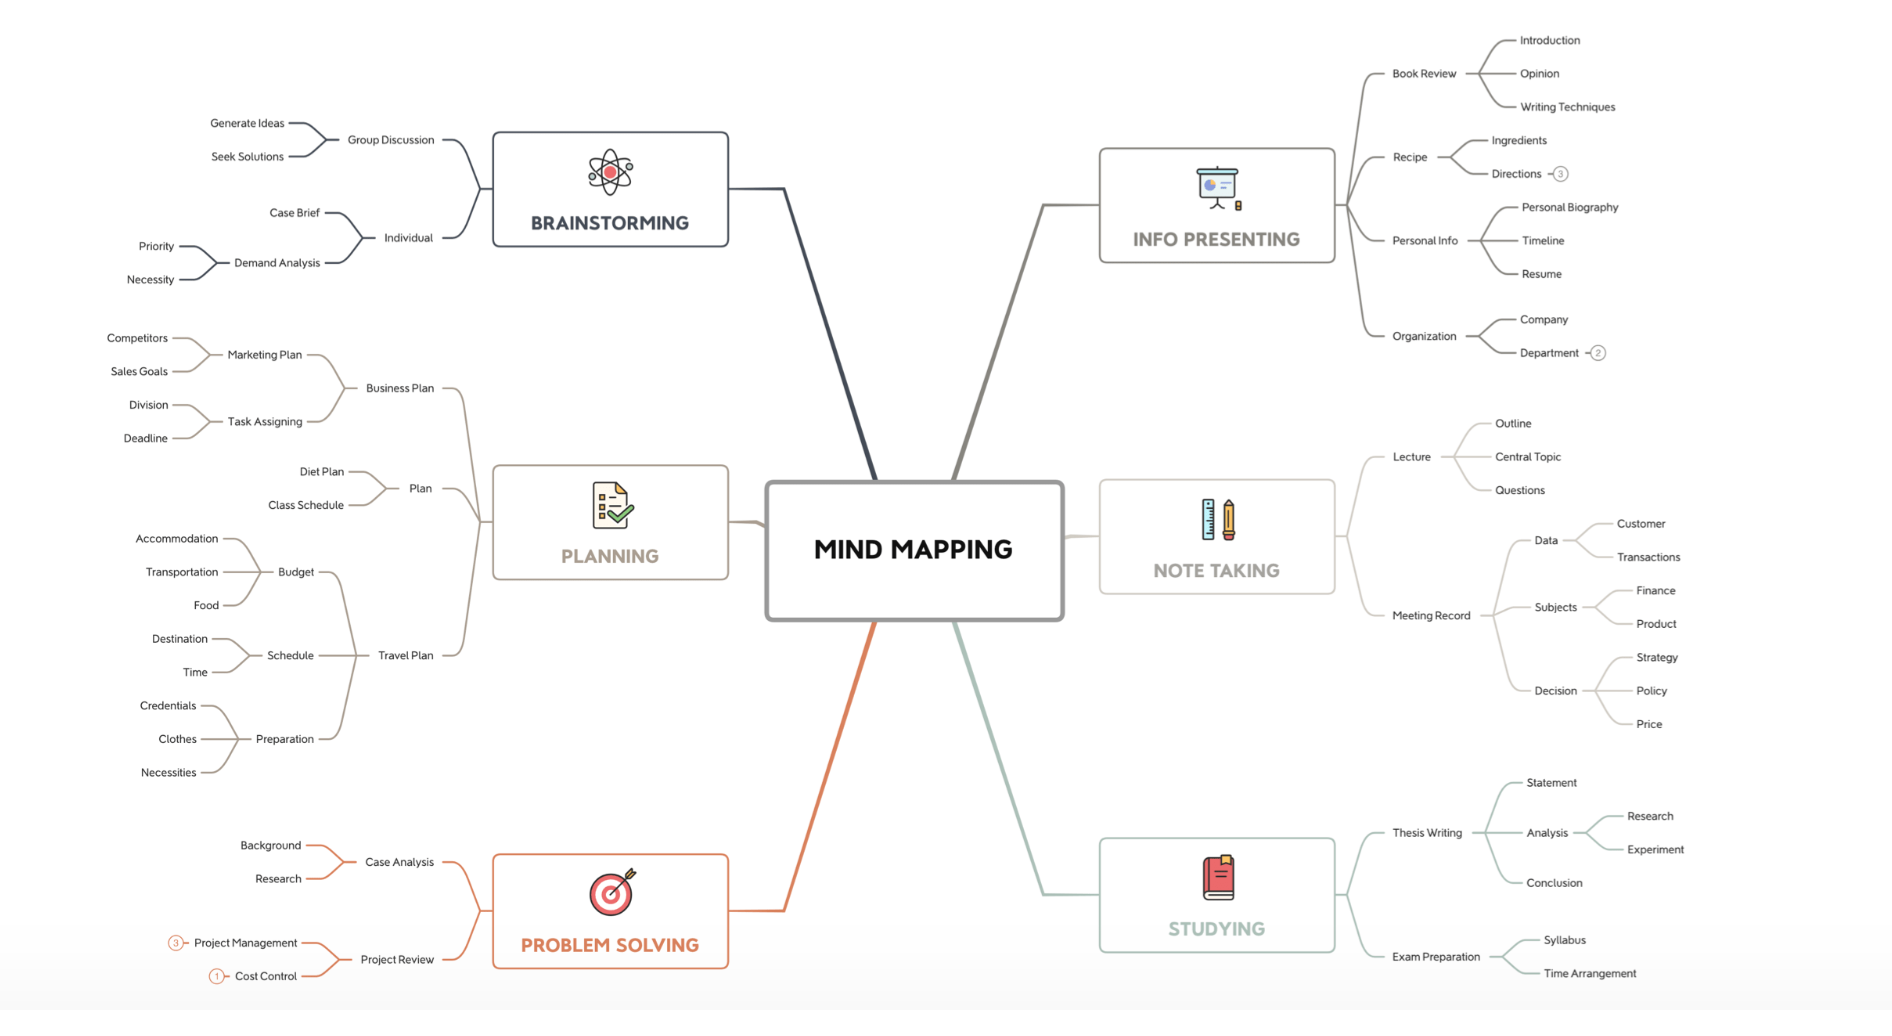 MIND MAPPING
BRAINSTORMING
Group Discussion
Generate Ideas
Seek Solutions
Individual
Case Brief
Demand Analysis
Priority
Necessity
PLANNING
Business Plan
Marketing Plan
Competitors
Sales Goals
Task Assigning
Division
Deadline
Plan
Diet Plan
Class Schedule
Travel Plan
Budget
Accommodation
Transportation
Food
Schedule
Destination
Time
Preparation
Credentials
Clothes
Necessities
PROBLEM SOLVING
Case Analysis
Background
Research
Project Review
Project Management
3
Cost Control
1
INFO PRESENTING
Book Review
Introduction
Opinion
Writing Techniques
Recipe
Ingredients
Directions
3
Personal Info
Personal Biography
Timeline
Resume
Organization
Company
Department
2
NOTE TAKING
Lecture
Outline
Central Topic
Questions
Meeting Record
Data
Customer
Transactions
Subjects
Finance
Product
Decision
Strategy
Policy
Price
STUDYING
Thesis Writing
Statement
Analysis
Research
Experiment
Conclusion
Exam Preparation
Syllabus
Time Arrangement